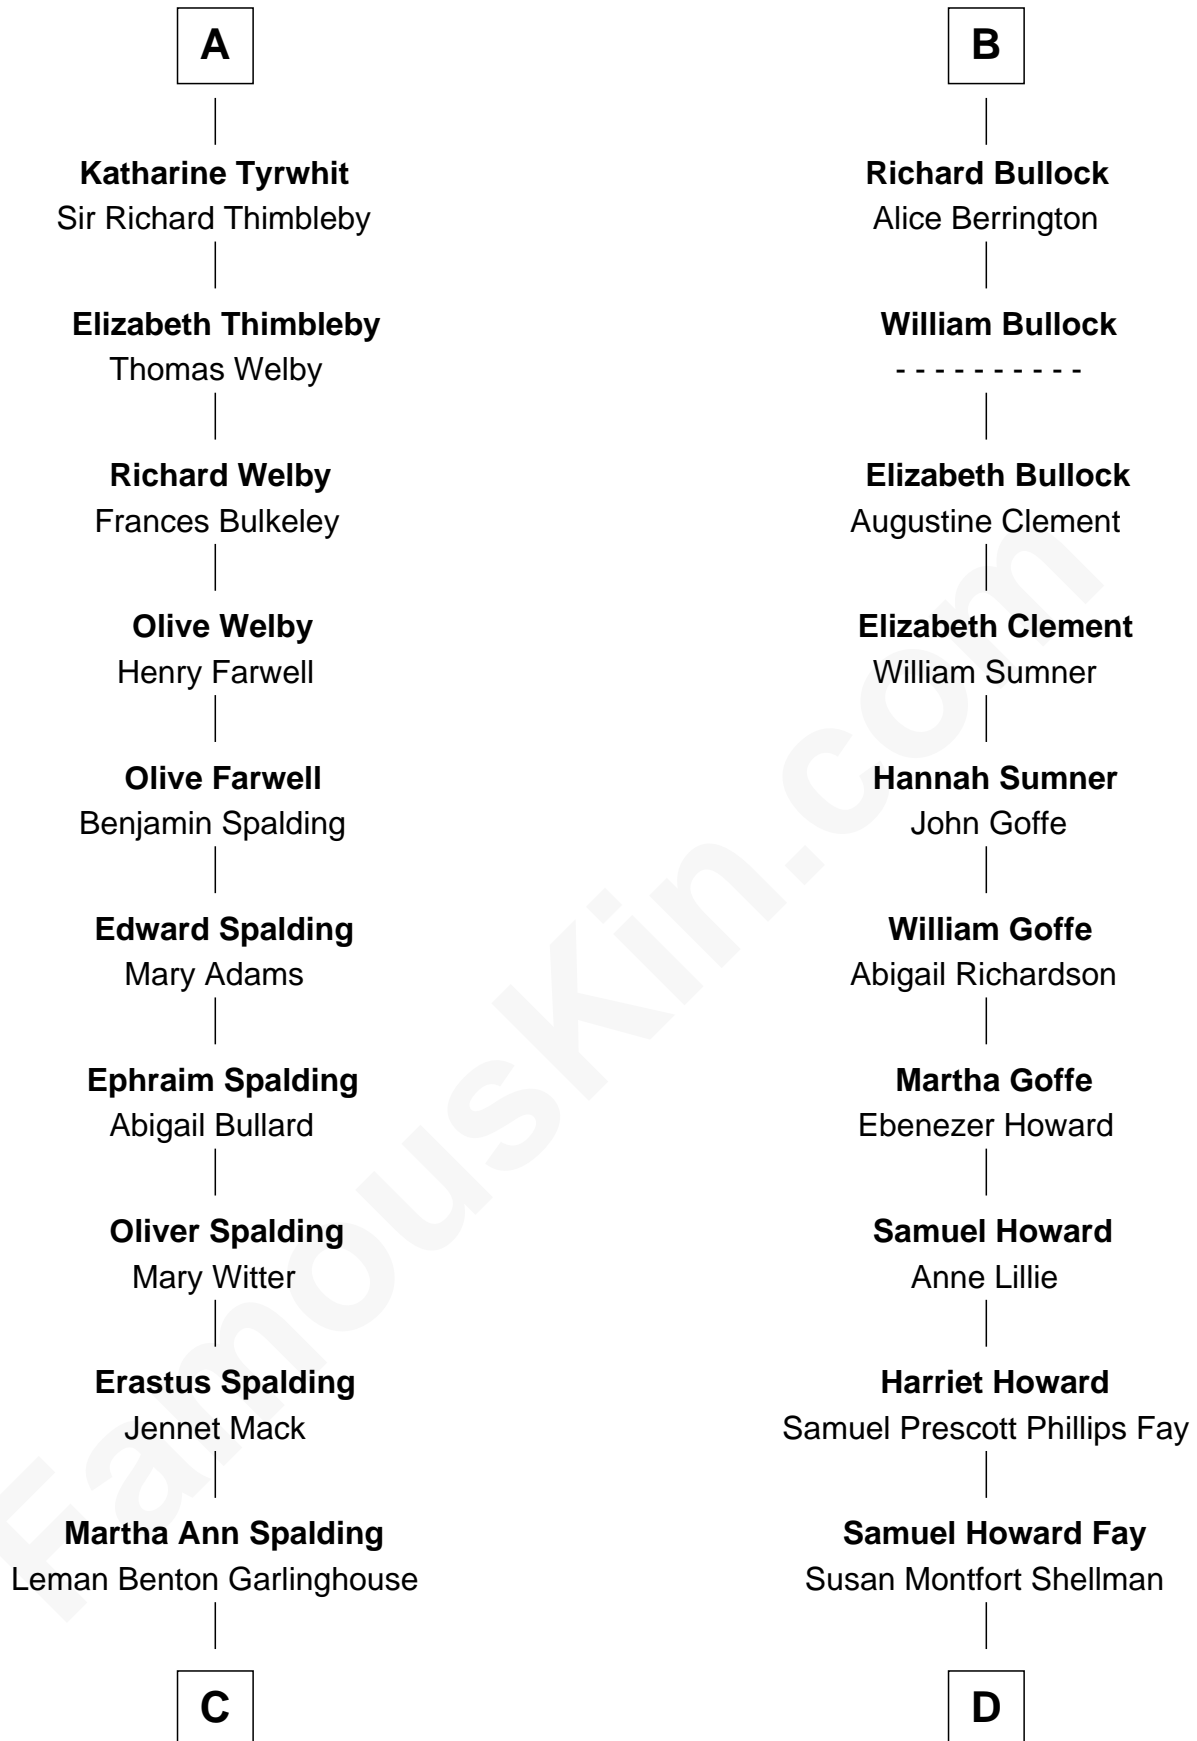 A
Katharine Tyrwhit
Sir Richard Thimbleby
Elizabeth Thimbleby
Thomas Welby
Richard Welby
Frances Bulkeley
Olive Welby
Henry Farwell
Olive Farwell
Benjamin Spalding
Edward Spalding
Mary Adams
Ephraim Spalding
Abigail Bullard
Oliver Spalding
Mary Witter
Erastus Spalding
Jennet Mack
Martha Ann Spalding
Leman Benton Garlinghouse
C
B
Richard Bullock
Alice Berrington
William Bullock
- - - - - - - - - -
Elizabeth Bullock
Augustine Clement
Elizabeth Clement
William Sumner
Hannah Sumner
John Goffe
William Goffe
Abigail Richardson
Martha Goffe
Ebenezer Howard
Samuel Howard
Anne Lillie
Harriet Howard
Samuel Prescott Phillips Fay
Samuel Howard Fay
Susan Montfort Shellman
D
FamousKin.com